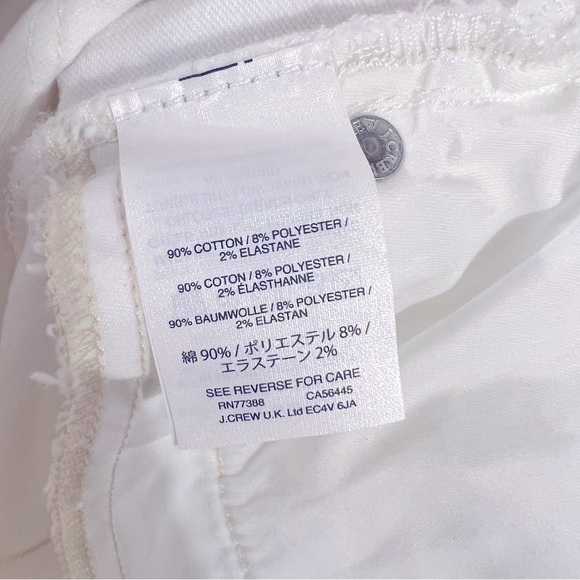 90% COTTON / 8% POLYESTER /
2% ELASTANE
90% COTON / 8% POLYESTER /
2% ÉLASTHANNE
90% BAUMWOLLE / 8% POLYESTER /
2% ELASTAN
綿 90% / ポリエステル 8% /
エラステーン 2%
SEE REVERSE FOR CARE
RN77388 CA56445
J.CREW U.K. Ltd EC4V 6JA
J.CREW